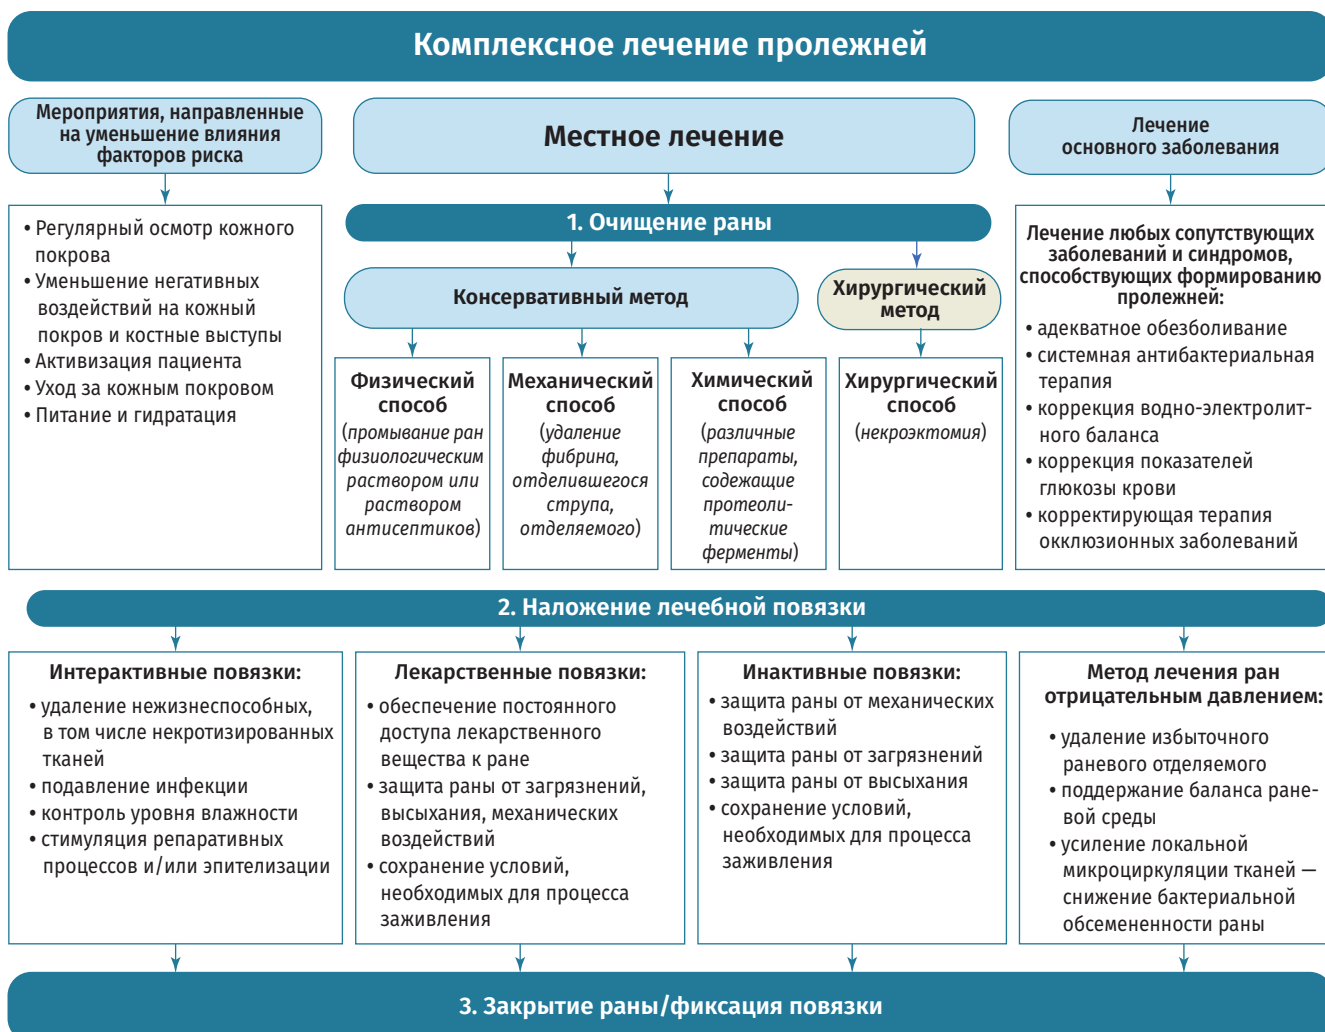 Комплексное лечение пролежней
Мероприятия, направленные
на уменьшение влияния
факторов риска
• Регулярный осмотр кожного
покрова
• Уменьшение негативных
воздействий на кожный
покров и костные выступы
• Активизация пациента
• Уход за кожным покровом
• Питание и гидратация
Местное лечение
1. Очищение раны
Консервативный метод
Хирургический
метод
Физический
способ
(промывание ран
физиологическим
раствором или
раствором
антисептиков)
Механический
способ
(удаление
фибрина,
отделившегося
струпа,
отделяемого)
Химический
способ
(различные
препараты,
содежащие
протеоли-
тические
ферменты)
Хирургический
способ
(некроэктомия)
Лечение
основного заболевания
Лечение любых сопутствующих
заболеваний и синдромов,
способствующих формированию
пролежней:
• адекватное обезболивание
• системная антибактериальная
терапия
• коррекция водно-электролит-
ного баланса
• коррекция показателей
глюкозы крови
• корректирующая терапия
окклюзионных заболеваний
2. Наложение лечебной повязки
Интерактивные повязки:
• удаление нежизнеспособных,
в том числе некротизированных
тканей
• подавление инфекции
• контроль уровня влажности
• стимуляция репаративных
процессов и/или эпителизации
Лекарственные повязки:
• обеспечение постоянного
доступа лекарственного
вещества к ране
• защита раны от загрязнений,
высыхания, механических
воздействий
• сохранение условий,
необходимых для процесса
заживления
Инактивные повязки:
• защита раны от механических
воздействий
• защита раны от загрязнений
• защита раны от высыхания
• сохранение условий,
необходимых для процесса
заживления
Метод лечения ран
отрицательным давлением:
• удаление избыточного
раневого отделяемого
• поддержание баланса ране-
вой среды
• усиление локальной
микроциркуляции тканей —
снижение бактериальной
обсемененности раны
3. Закрытие раны/фиксация повязки